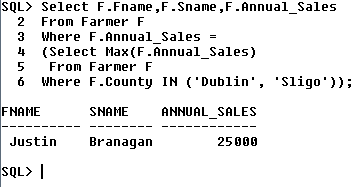 SQL> Select F.Fname,F.Sname,F.Annual_Sales
2 From Farmer F
3 Where F.Annual_Sales =
4 (Select Max(F.Annual_Sales)
5 From Farmer F
6 Where F.County IN ('Dublin', 'Sligo'));
FNAME SNAME ANNUAL_SALES
---------- ---------- ------------
Justin Branagan 25000
SQL>